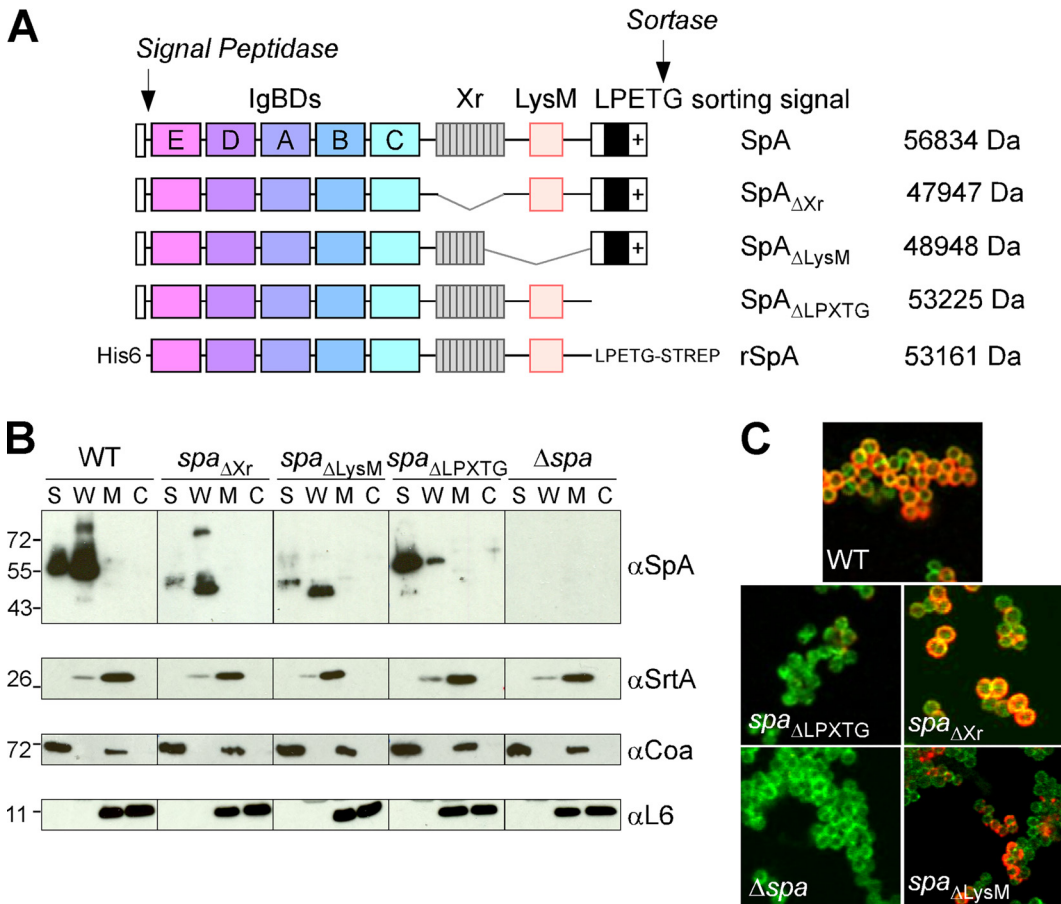 A
Signal Peptidase
Sortase
IgBDs Xr LysM LPETG sorting signal
E D A B C + SpA 56834 Da
+ SpAΔXr 47947 Da
+ SpAΔLysM 48948 Da
SpAΔLPXTG 53225 Da
His6 LPETG-STREP rSpA 53161 Da
B
WT spaΔXr spaΔLysM spaΔLPXTG Δspa
S W M C S W M C S W M C S W M C S W M C
72
55
43
αSpA
26 αSrtA
72 αCoa
11 αL6
C
WT
spaΔLPXTG spaΔXr
Δspa spaΔLysM